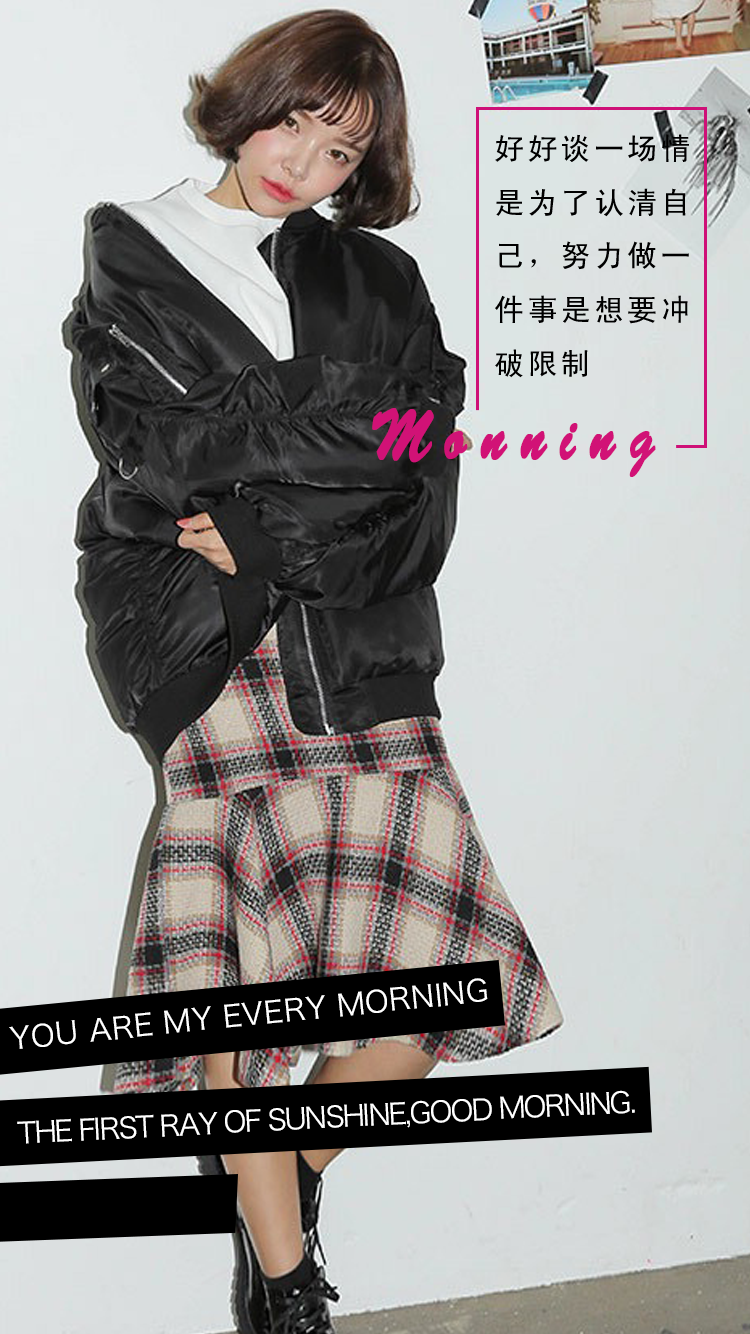 好好谈一场情
是为了认清自
己，努力做一
件事是想要冲
破限制
Monning
YOU ARE MY EVERY MORNING
THE FIRST RAY OF SUNSHINE,GOOD MORNING.